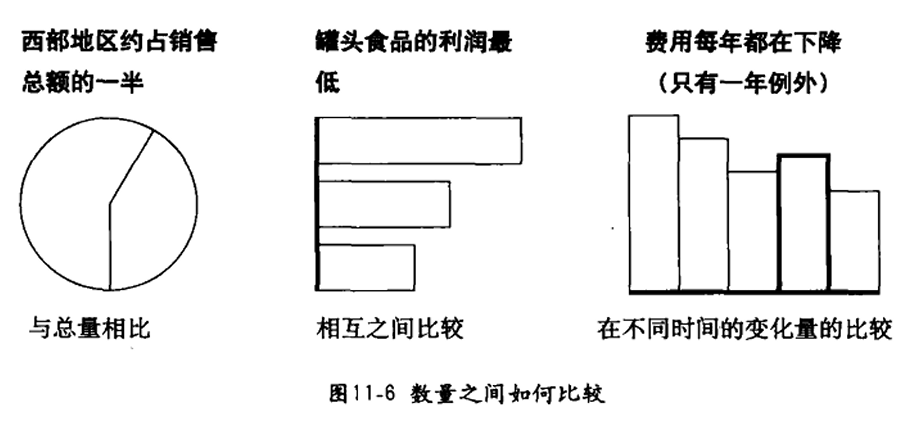 西部地区约占销售
总额的一半
罐头食品的利润最
低
费用每年都在下降
（只有一年例外）
与总量相比
相互之间比较
在不同时间的变化量的比较
图11-6 数量之间如何比较